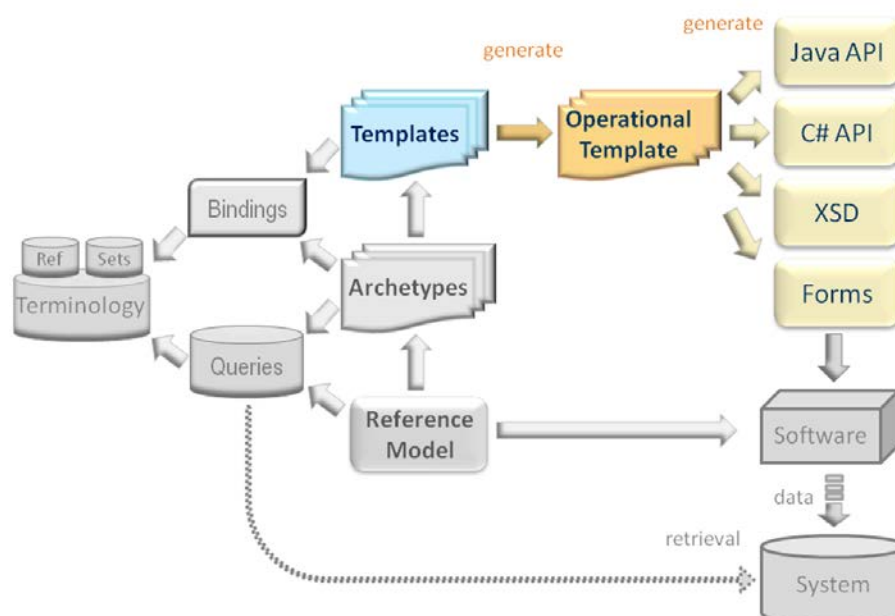 generate
generate
Java API
Templates
Operational
Template
C# API
Bindings
XSD
Ref
Sets
Terminology
Archetypes
Forms
Queries
Reference
Model
Software
data
retrieval
System